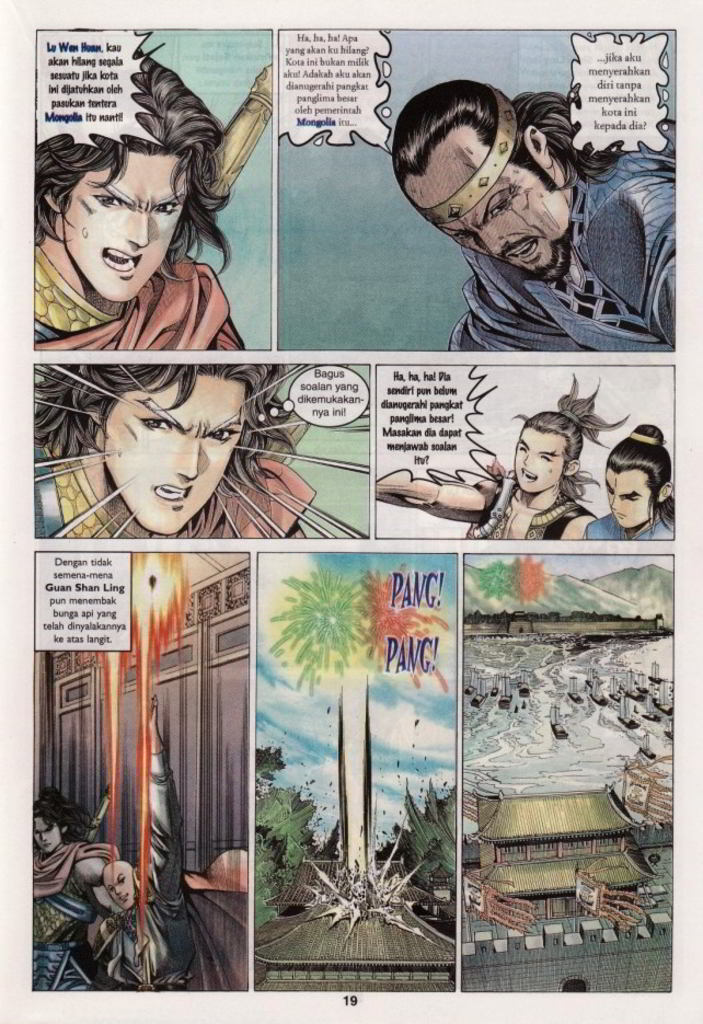 Lu Wen Huan, kau
akan hilang segala
sesuatu jika kota
ini dijatuhkan oleh
pasukan tentera
Mongolia itu nanti!
Ha, ha, ha! Apa
yang akan ku hilang?
Kota ini bukan milik
aku! Adakah aku akan
dianugerahi pangkat
panglima besar
oleh pemerintah
Mongolia itu...
...jika aku
menyerahkan
diri tanpa
menyerahkan
kota ini
kepada dia?
Bagus
soalan yang
dikemukakan-
nya ini!
Ha, ha, ha! Dia
sendiri pun belum
dianugerahi pangkat
panglima besar!
Masakan dia dapat
menjawab soalan
itu?
Dengan tidak
semena-mena
Guan Shan Ling
pun menembak
bunga api yang
telah dinyalakannya
ke atas langit.
PANG!
PANG!
19